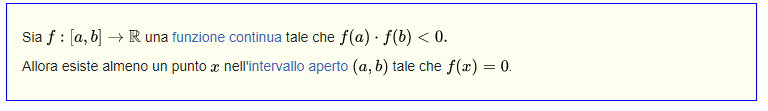 Sia f : [a, b] → ℝ una funzione continua tale che f(a) · f(b) < 0.
Allora esiste almeno un punto x nell'intervallo aperto (a, b) tale che f(x) = 0.